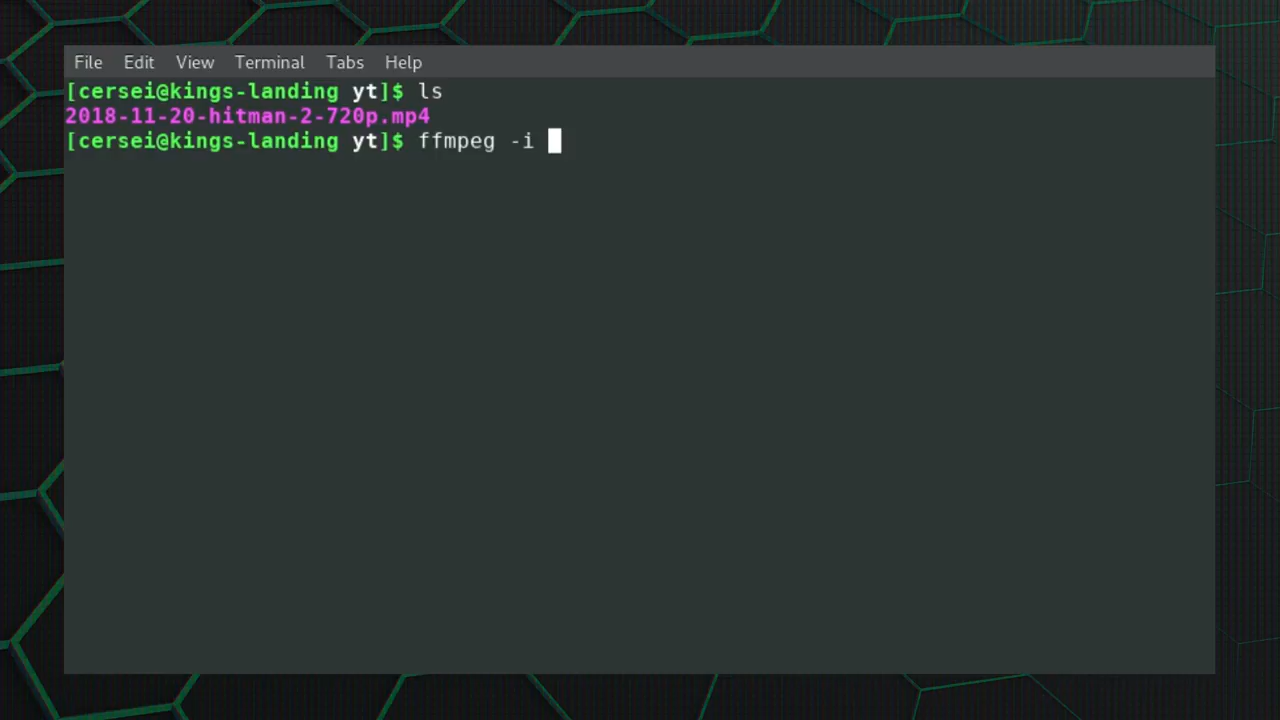 File Edit View Terminal Tabs Help
[cersei@kings-landing yt]$ ls
2018-11-20-hitman-2-720p.mp4
[cersei@kings-landing yt]$ ffmpeg -i